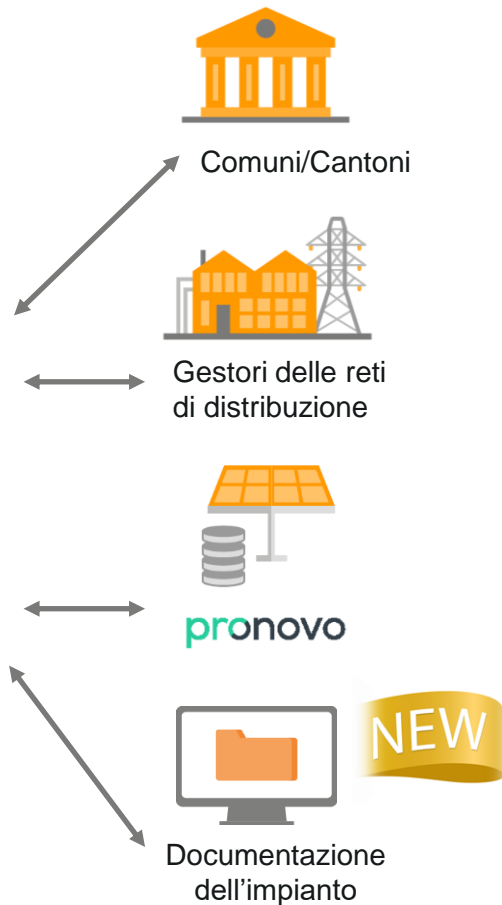 Comuni/Cantoni
Gestori delle reti
di distribuzione
pronovo
NEW
Documentazione
dell'impianto